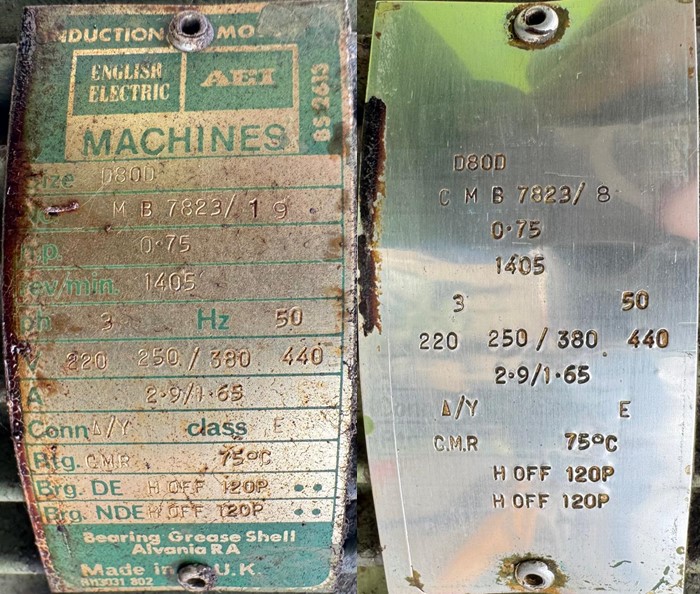 INDUCTION MO
ENGLISH ELECTRIC
AEI
BS 2613
MACHINES
ize D80D
M B 7823/ 1 9
.p. 0·75
ev/min. 1405
ph 3 Hz 50
V 220 250 / 380 440
A 2·9/1·65
Conn Δ/Y class E
Rtg. C.M.R 75°C
Brg. DE H OFF 120P ••
Brg. NDE H OFF 120P ••
Bearing Grease Shell
Alvania RA
Made in U.K.
RH3031 802
D80D
C M B 7823/ 8
0·75
1405
3 50
220 250 / 380 440
2·9/1·65
Δ/Y E
C.M.R 75°C
H OFF 120P
H OFF 120P